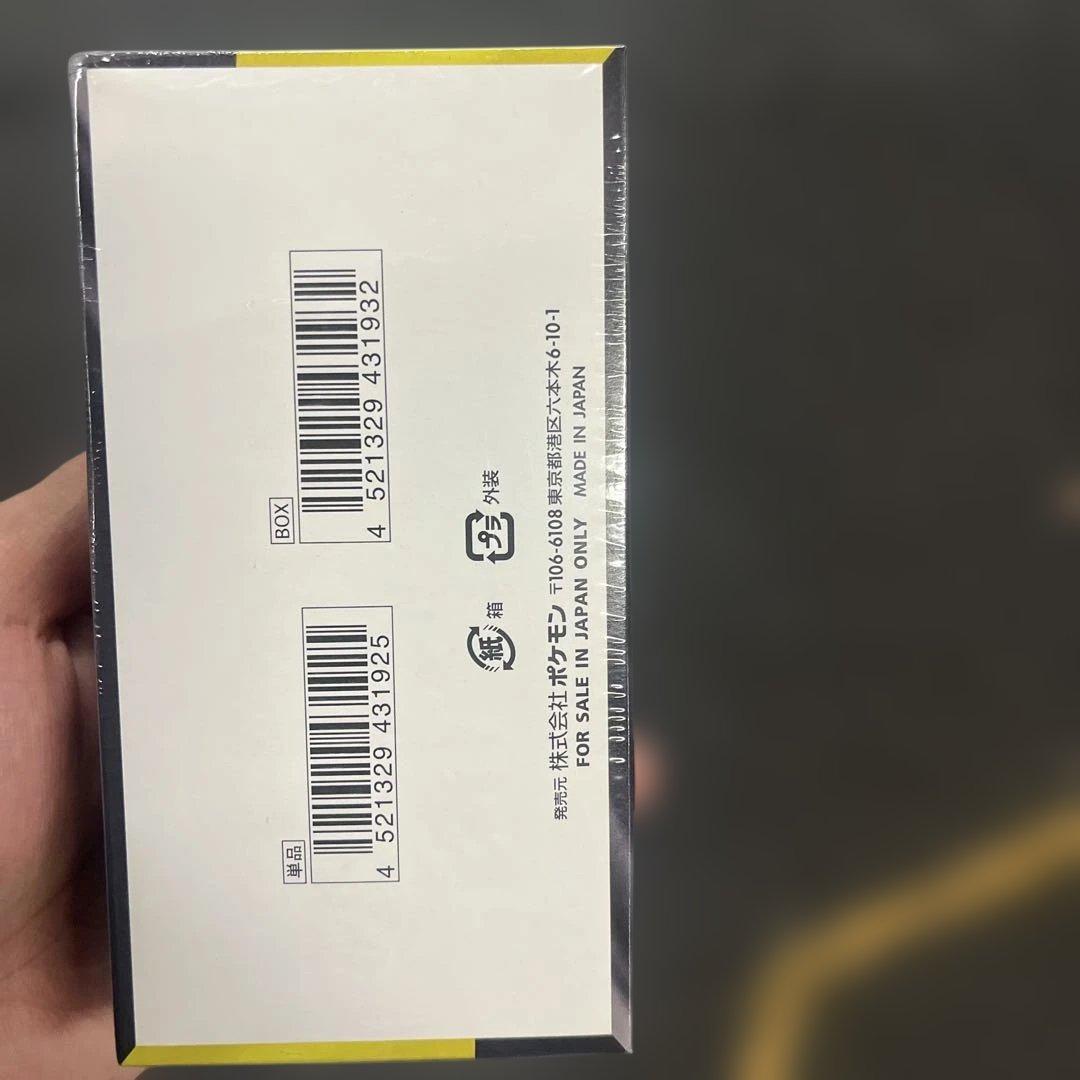 単品
4 521329 431925
BOX
4 521329 431932
紙 箱
プラ 外装
発売元 株式会社ポケモン 〒106-6108 東京都港区六本木6-10-1
FOR SALE IN JAPAN ONLY MADE IN JAPAN